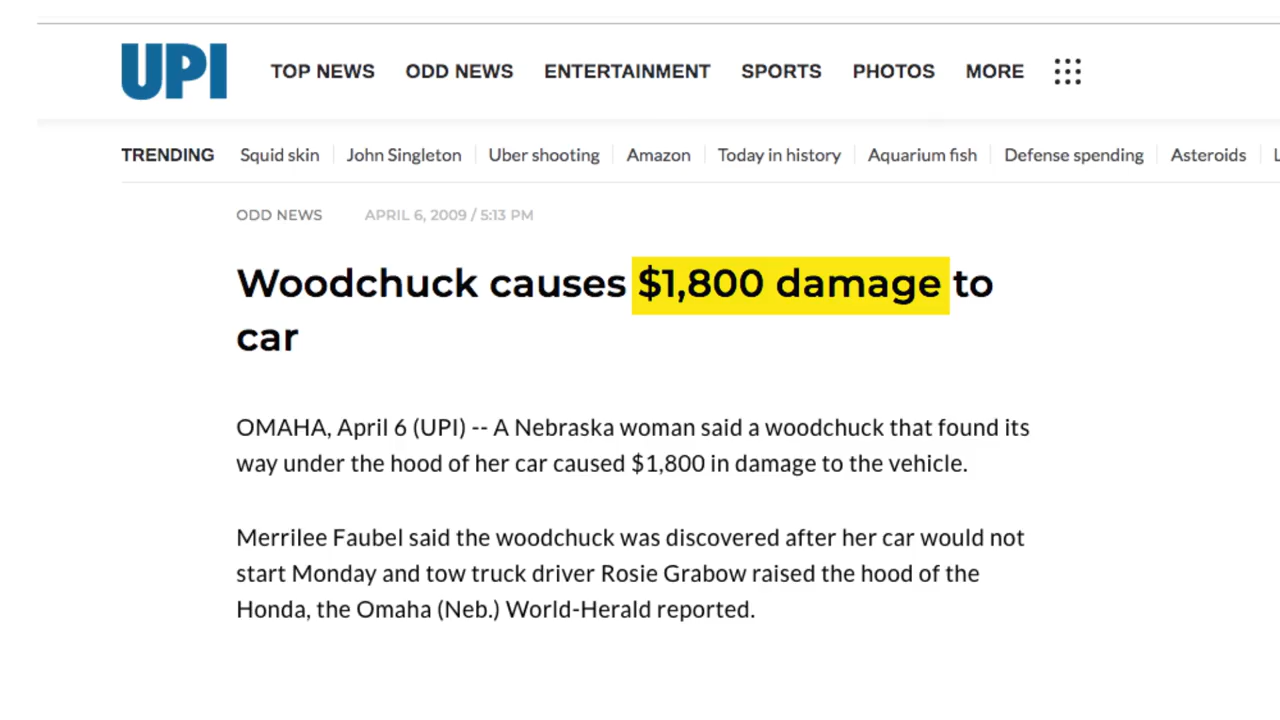 UPI TOP NEWS ODD NEWS ENTERTAINMENT SPORTS PHOTOS MORE
TRENDING Squid skin John Singleton Uber shooting Amazon Today in history Aquarium fish Defense spending Asteroids
ODD NEWS APRIL 6, 2009 / 5:13 PM
Woodchuck causes $1,800 damage to
car
OMAHA, April 6 (UPI) -- A Nebraska woman said a woodchuck that found its
way under the hood of her car caused $1,800 in damage to the vehicle.
Merrilee Faubel said the woodchuck was discovered after her car would not
start Monday and tow truck driver Rosie Grabow raised the hood of the
Honda, the Omaha (Neb.) World-Herald reported.